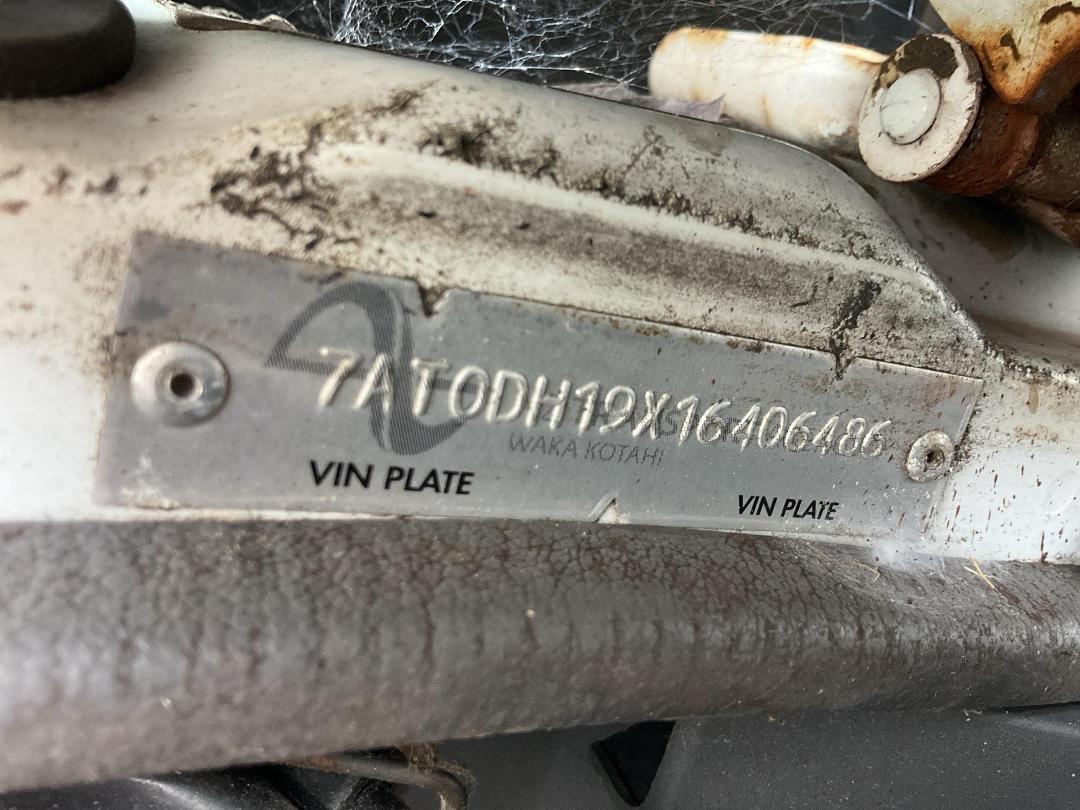 7AT0DH19X16406486
WAKA KOTAHI
VIN PLATE
VIN PLATE